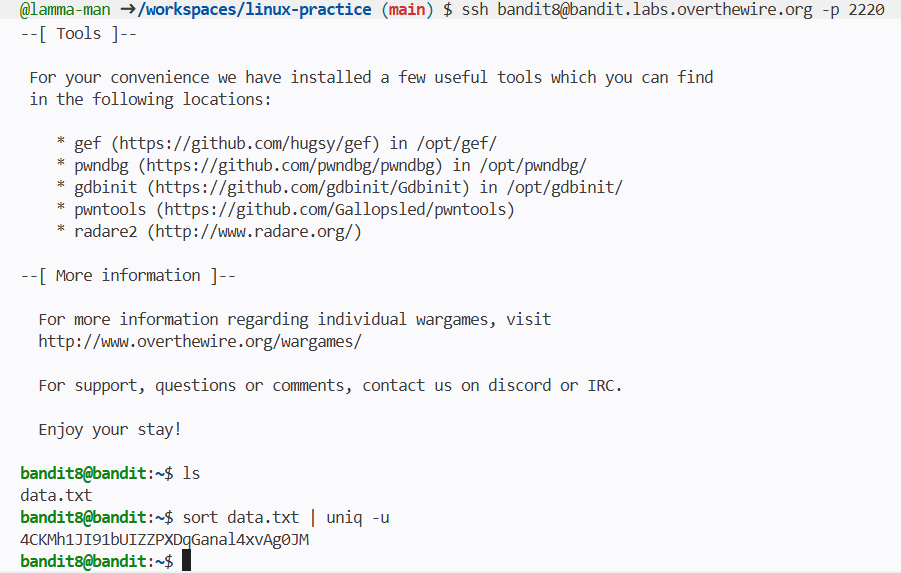 @lamma-man ➜/workspaces/linux-practice (main) $ ssh bandit8@bandit.labs.overthewire.org -p 2220
--[ Tools ]--
For your convenience we have installed a few useful tools which you can find
in the following locations:
* gef (https://github.com/hugsy/gef) in /opt/gef/
* pwndbg (https://github.com/pwndbg/pwndbg) in /opt/pwndbg/
* gdbinit (https://github.com/gdbinit/Gdbinit) in /opt/gdbinit/
* pwntools (https://github.com/Gallopsled/pwntools)
* radare2 (http://www.radare.org/)
--[ More information ]--
For more information regarding individual wargames, visit
http://www.overthewire.org/wargames/
For support, questions or comments, contact us on discord or IRC.
Enjoy your stay!
bandit8@bandit:~$ ls
data.txt
bandit8@bandit:~$ sort data.txt | uniq -u
4CKMh1JI91bUIZZPXDqGanal4xvAg0JM
bandit8@bandit:~$